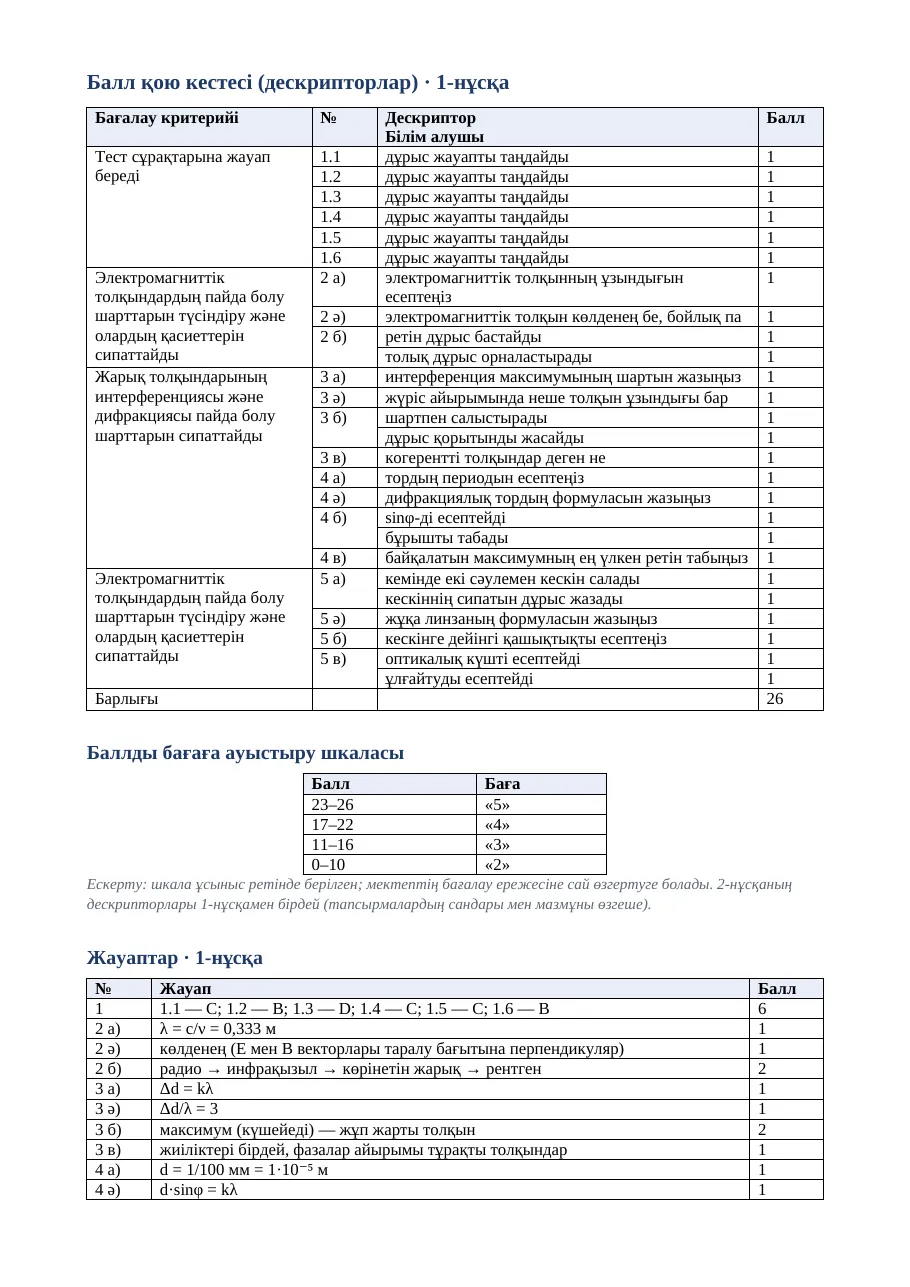 Балл қою кестесі (дескрипторлар) · 1-нұсқа
Бағалау критерийі № Дескриптор Білім алушы Балл
Тест сұрақтарына жауап береді 1.1 дұрыс жауапты таңдайды 1
1.2 дұрыс жауапты таңдайды 1
1.3 дұрыс жауапты таңдайды 1
1.4 дұрыс жауапты таңдайды 1
1.5 дұрыс жауапты таңдайды 1
1.6 дұрыс жауапты таңдайды 1
Электромагниттік толқындардың пайда болу шарттарын түсіндіру және олардың қасиеттерін сипаттайды 2 а) электромагниттік толқынның ұзындығын есептеңіз 1
2 ә) электромагниттік толқын көлденең бе, бойлық па 1
2 б) ретін дұрыс бастайды 1
толық дұрыс орналастырады 1
Жарық толқындарының интерференциясы және дифракциясы пайда болу шарттарын сипаттайды 3 а) интерференция максимумының шартын жазыңыз 1
3 ә) жүріс айырымында неше толқын ұзындығы бар 1
3 б) шартпен салыстырады 1
дұрыс қорытынды жасайды 1
3 в) когерентті толқындар деген не 1
4 а) тордың периодын есептеңіз 1
4 ә) дифракциялық тордың формуласын жазыңыз 1
4 б) sinφ-ді есептейді 1
бұрышты табады 1
4 в) байқалатын максимумның ең үлкен ретін табыңыз 1
Электромагниттік толқындардың пайда болу шарттарын түсіндіру және олардың қасиеттерін сипаттайды 5 а) кемінде екі сәулемен кескін салады 1
кескіннің сипатын дұрыс жазады 1
5 ә) жұқа линзаның формуласын жазыңыз 1
5 б) кескінге дейінгі қашықтықты есептеңіз 1
5 в) оптикалық күшті есептейді 1
ұлғайтуды есептейді 1
Барлығы 26
Баллды бағаға ауыстыру шкаласы
Балл Баға
23–26 «5»
17–22 «4»
11–16 «3»
0–10 «2»
Ескерту: шкала ұсыныс ретінде берілген; мектептің бағалау ережесіне сай өзгертуге болады. 2-нұсқаның
дескрипторлары 1-нұсқамен бірдей (тапсырмалардың сандары мен мазмұны өзгеше).
Жауаптар · 1-нұсқа
№ Жауап Балл
1 1.1 — C; 1.2 — B; 1.3 — D; 1.4 — C; 1.5 — C; 1.6 — B 6
2 а) λ = c/ν = 0,333 м 1
2 ә) көлденең (E мен B векторлары таралу бағытына перпендикуляр) 1
2 б) радио → инфрақызыл → көрінетін жарық → рентген 2
3 а) Δd = kλ 1
3 ә) Δd/λ = 3 1
3 б) максимум (күшейеді) — жұп жарты толқын 2
3 в) жиіліктері бірдей, фазалар айырымы тұрақты толқындар 1
4 а) d = 1/100 мм = 1·10⁻⁵ м 1
4 ә) d·sinφ = kλ 1